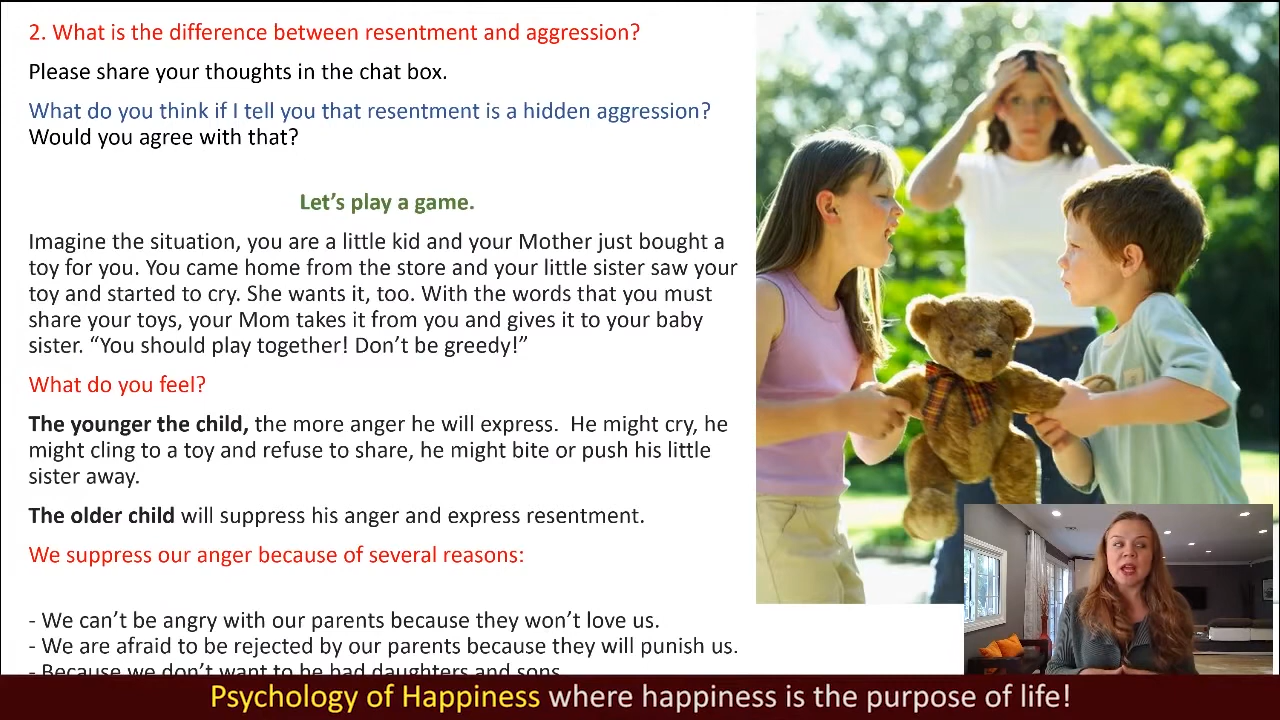 2. What is the difference between resentment and aggression?
Please share your thoughts in the chat box.
What do you think if I tell you that resentment is a hidden aggression?
Would you agree with that?
Let’s play a game.
Imagine the situation, you are a little kid and your Mother just bought a
toy for you. You came home from the store and your little sister saw your
toy and started to cry. She wants it, too. With the words that you must
share your toys, your Mom takes it from you and gives it to your baby
sister. “You should play together! Don’t be greedy!”
What do you feel?
The younger the child, the more anger he will express.  He might cry, he
might cling to a toy and refuse to share, he might bite or push his little
sister away.
The older child will suppress his anger and express resentment.
We suppress our anger because of several reasons:
- We can’t be angry with our parents because they won’t love us.
- We are afraid to be rejected by our parents because they will punish us.
- Because we don’t want to be bad daughters and sons
Psychology of Happiness where happiness is the purpose of life!